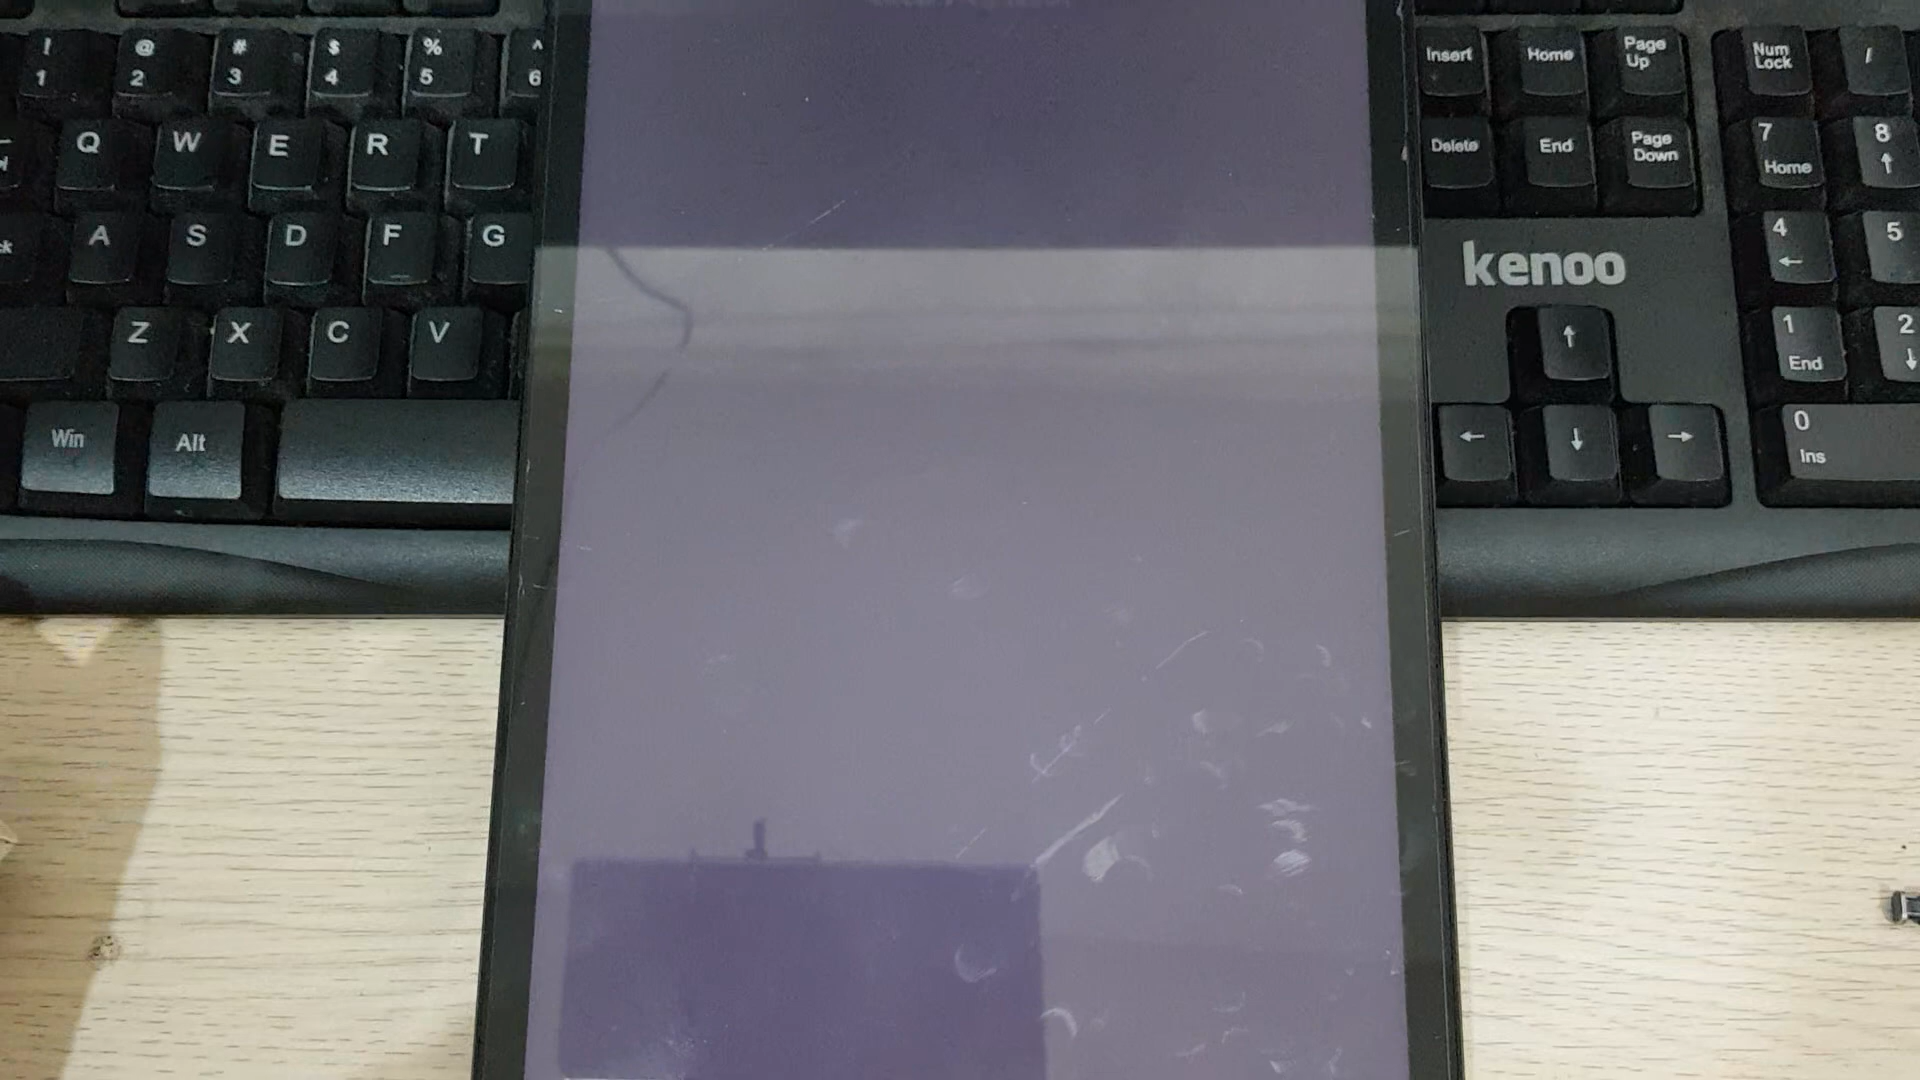 ! @ # $ % ^
1 2 3 4 5 6
Insert Home Page Up
Num Lock /
Q W E R T
Delete End Page Down
7 Home 8 ↑
A S D F G
kenoo
4 ← 5
Z X C V
↑
1 End 2 ↓
Win Alt
← ↓ →
0 Ins